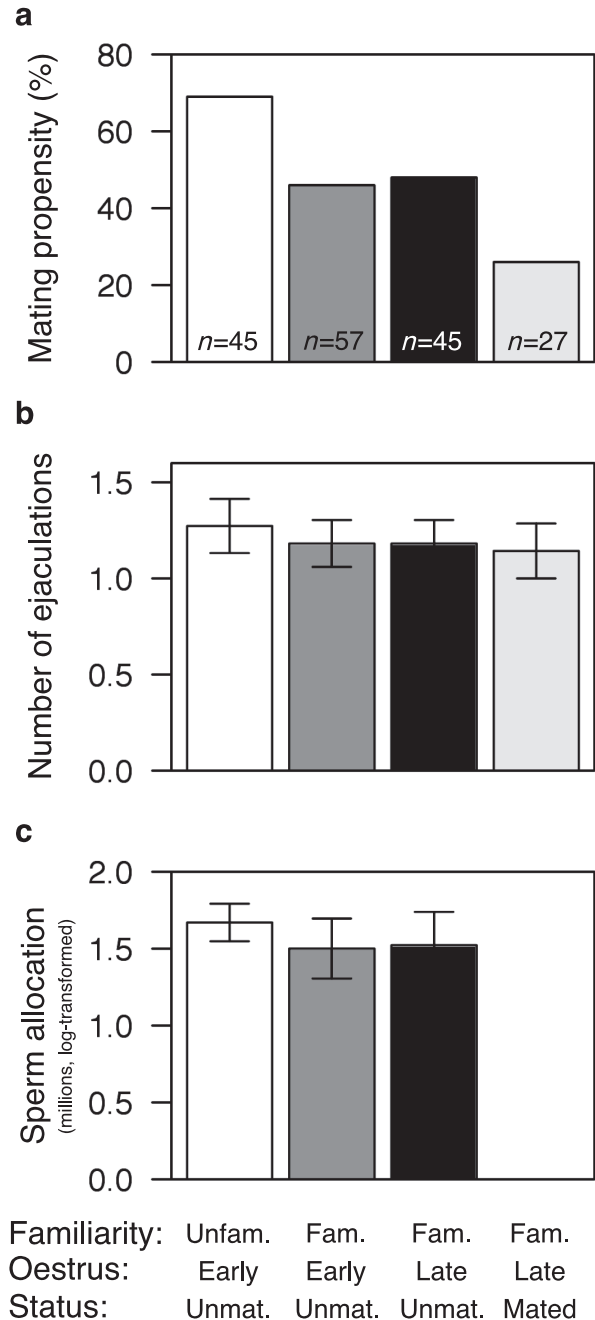 a
Mating propensity (%)
80
60
40
20
0
n=45 n=57 n=45 n=27
b
Number of ejaculations
1.5
1.0
0.5
0.0
c
Sperm allocation
(millions, log-transformed)
2.0
1.5
1.0
0.5
0.0
Familiarity: Unfam. Fam. Fam. Fam.
Oestrus: Early Early Late Late
Status: Unmat. Unmat. Unmat. Mated